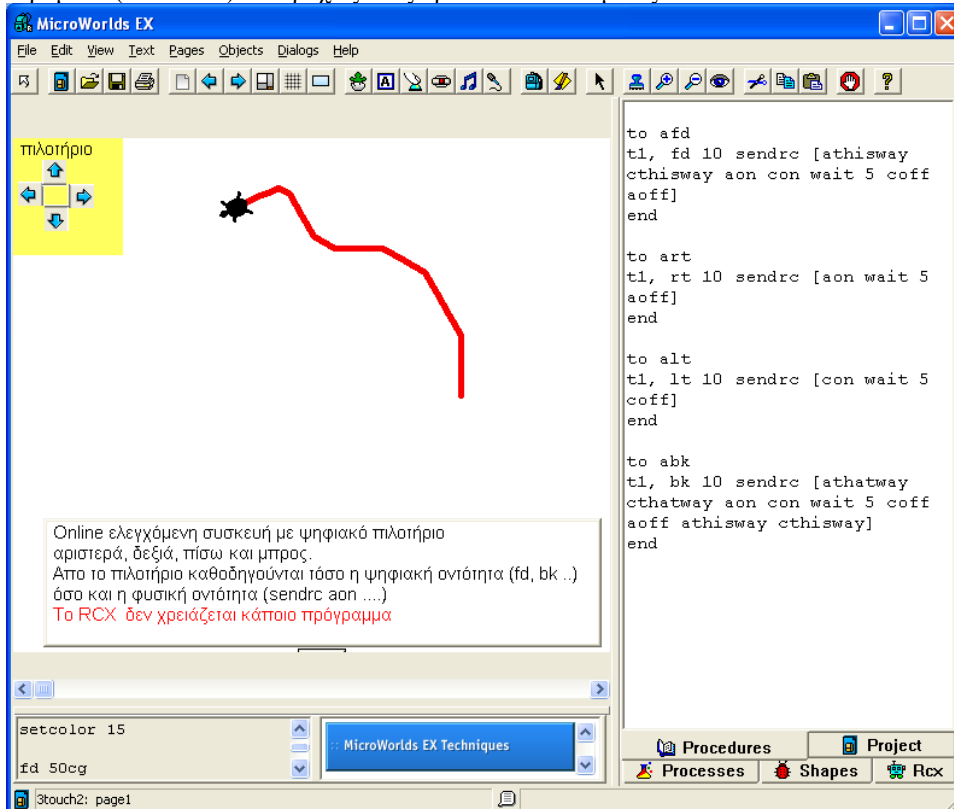 MicroWorlds EX
File Edit View Text Pages Objects Dialogs Help
πιλοτήριο
Online ελεγχόμενη συσκευή με ψηφιακό πιλοτήριο
αριστερά, δεξιά, πίσω και μπρος.
Απο το πιλοτήριο καθοδηγούνται τόσο η ψηφιακή οντότητα (fd, bk ..)
όσο και η φυσική οντότητα (sendrc aon ....)
Το RCX δεν χρειάζεται κάποιο πρόγραμμα
to afd
t1, fd 10 sendrc [athisway
cthisway aon con wait 5 coff
aoff]
end
to art
t1, rt 10 sendrc [aon wait 5
aoff]
end
to alt
t1, lt 10 sendrc [con wait 5
coff]
end
to abk
t1, bk 10 sendrc [athatway
cthatway aon con wait 5 coff
aoff athisway cthisway]
end
setcolor 15
fd 50cg
:: MicroWorlds EX Techniques
Procedures Project
Processes Shapes Rcx
3touch2: page1